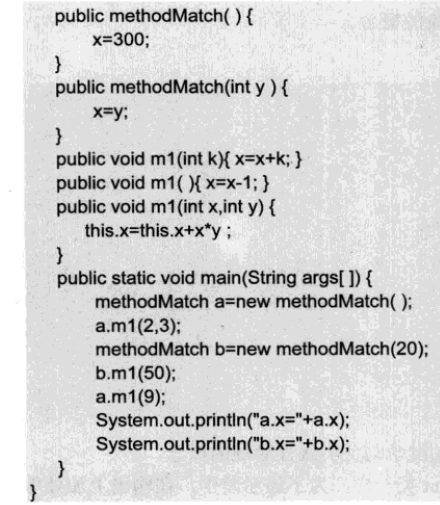 public methodMatch( ) {
x=300;
}
public methodMatch(int y ) {
x=y;
}
public void m1(int k){ x=x+k; }
public void m1( ){ x=x-1; }
public void m1(int x,int y) {
this.x=this.x+x*y ;
}
public static void main(String args[ ]) {
methodMatch a=new methodMatch( );
a.m1(2,3);
methodMatch b=new methodMatch(20);
b.m1(50);
a.m1(9);
System.out.println("a.x="+a.x);
System.out.println("b.x="+b.x);
}
}